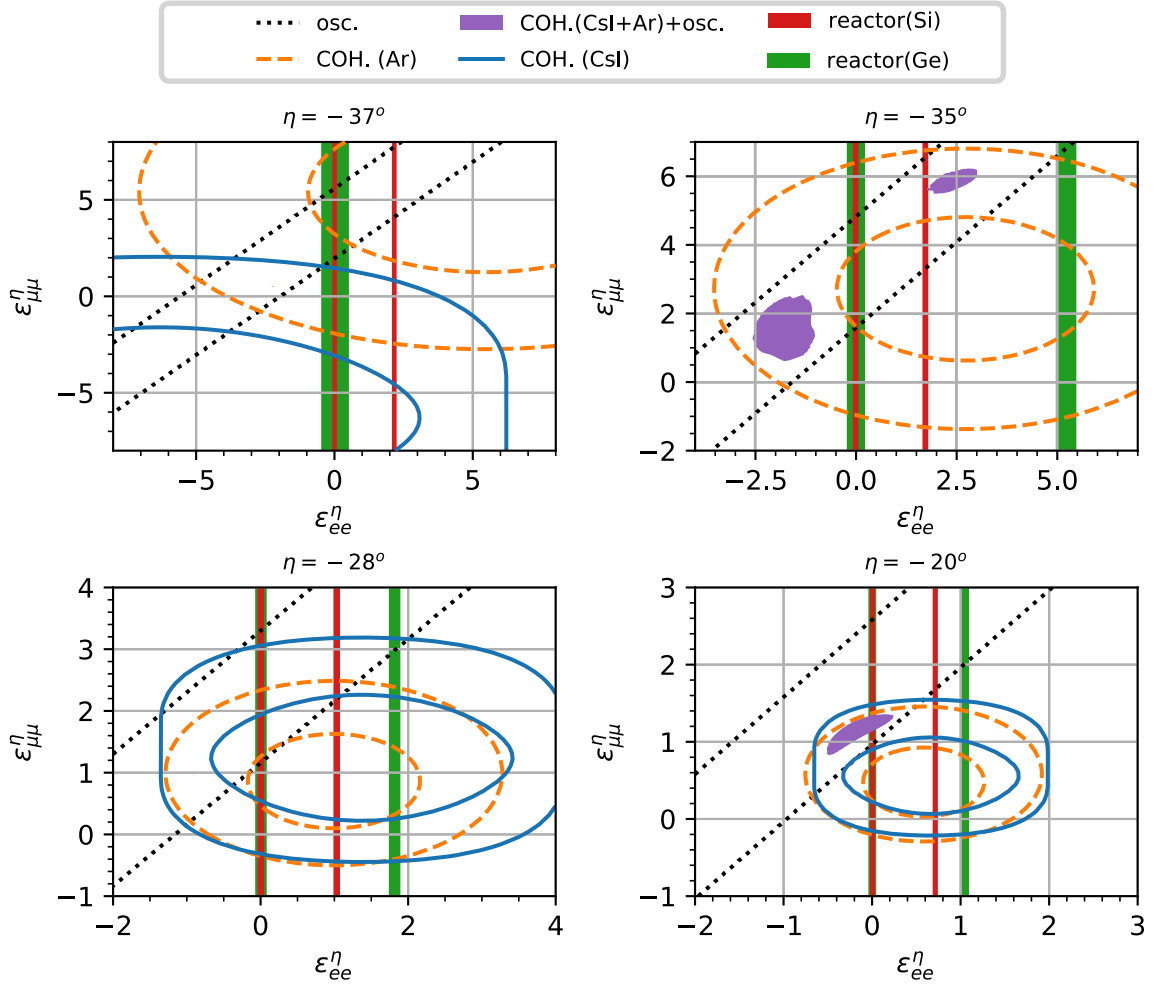 osc. COH.(CsI+Ar)+osc. reactor(Si)
COH. (Ar) COH. (CsI) reactor(Ge)
η = −37°
5
0
−5
−5 0 5
ε^η_μμ
ε^η_ee
η = −35°
6
4
2
0
−2
−2.5 0.0 2.5 5.0
ε^η_μμ
ε^η_ee
η = −28°
4
3
2
1
0
−1
−2 0 2 4
ε^η_μμ
ε^η_ee
η = −20°
3
2
1
0
−1
−2 −1 0 1 2 3
ε^η_μμ
ε^η_ee